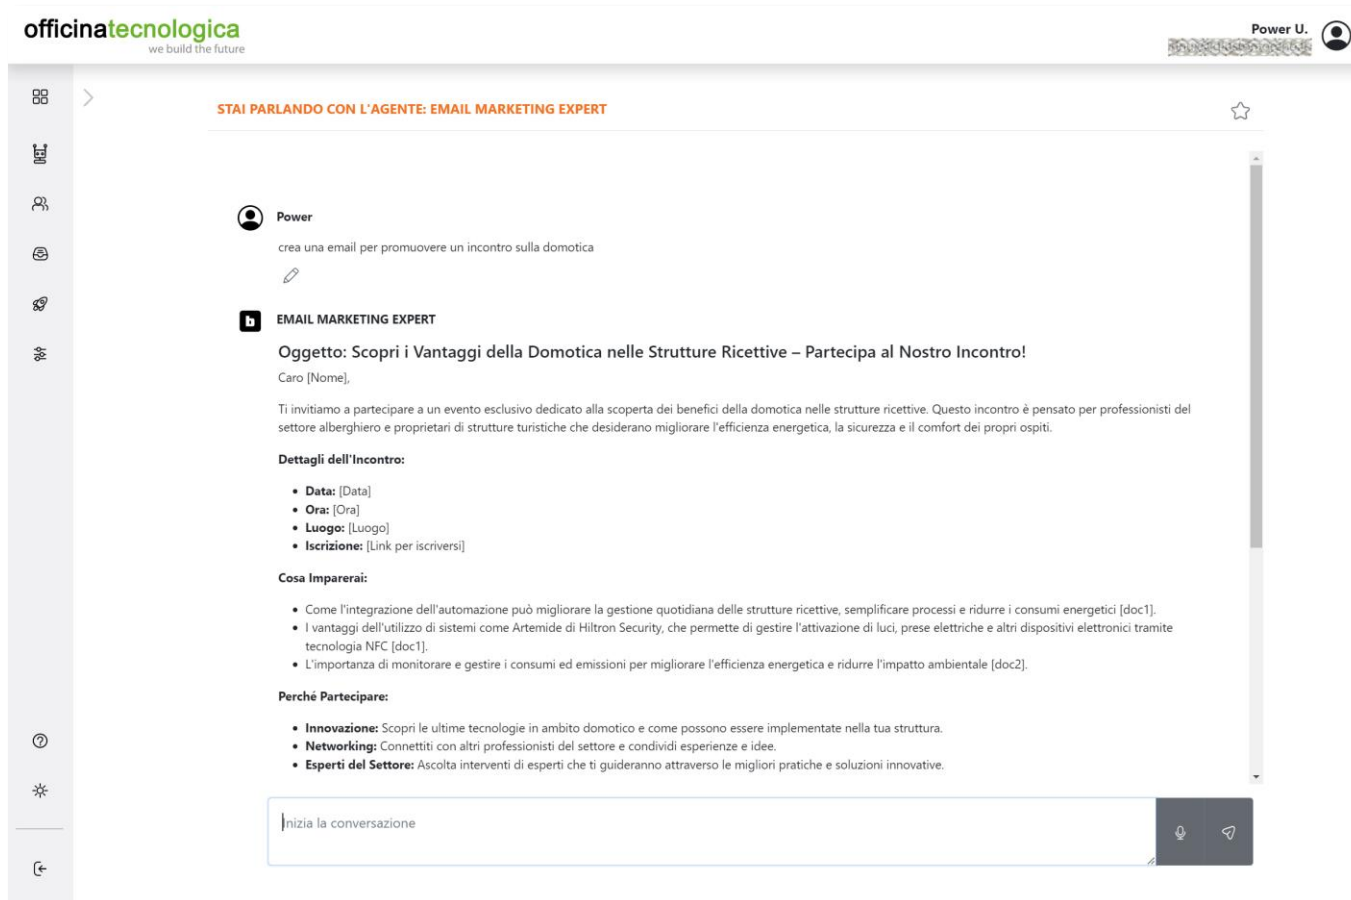 officinatecnologica
we build the future
Power U.
STAI PARLANDO CON L'AGENTE: EMAIL MARKETING EXPERT
Power
crea una email per promuovere un incontro sulla domotica
b
EMAIL MARKETING EXPERT
Oggetto: Scopri i Vantaggi della Domotica nelle Strutture Ricettive – Partecipa al Nostro Incontro!
Caro [Nome],
Ti invitiamo a partecipare a un evento esclusivo dedicato alla scoperta dei benefici della domotica nelle strutture ricettive. Questo incontro è pensato per professionisti del
settore alberghiero e proprietari di strutture turistiche che desiderano migliorare l'efficienza energetica, la sicurezza e il comfort dei propri ospiti.
Dettagli dell'Incontro:
• Data: [Data]
• Ora: [Ora]
• Luogo: [Luogo]
• Iscrizione: [Link per iscriversi]
Cosa Imparerai:
• Come l'integrazione dell'automazione può migliorare la gestione quotidiana delle strutture ricettive, semplificare processi e ridurre i consumi energetici [doc1].
• I vantaggi dell'utilizzo di sistemi come Artemide di Hiltron Security, che permette di gestire l'attivazione di luci, prese elettriche e altri dispositivi elettronici tramite
tecnologia NFC [doc1].
• L'importanza di monitorare e gestire i consumi ed emissioni per migliorare l'efficienza energetica e ridurre l'impatto ambientale [doc2].
Perché Partecipare:
• Innovazione: Scopri le ultime tecnologie in ambito domotico e come possono essere implementate nella tua struttura.
• Networking: Connettiti con altri professionisti del settore e condividi esperienze e idee.
• Esperti del Settore: Ascolta interventi di esperti che ti guideranno attraverso le migliori pratiche e soluzioni innovative.
Inizia la conversazione